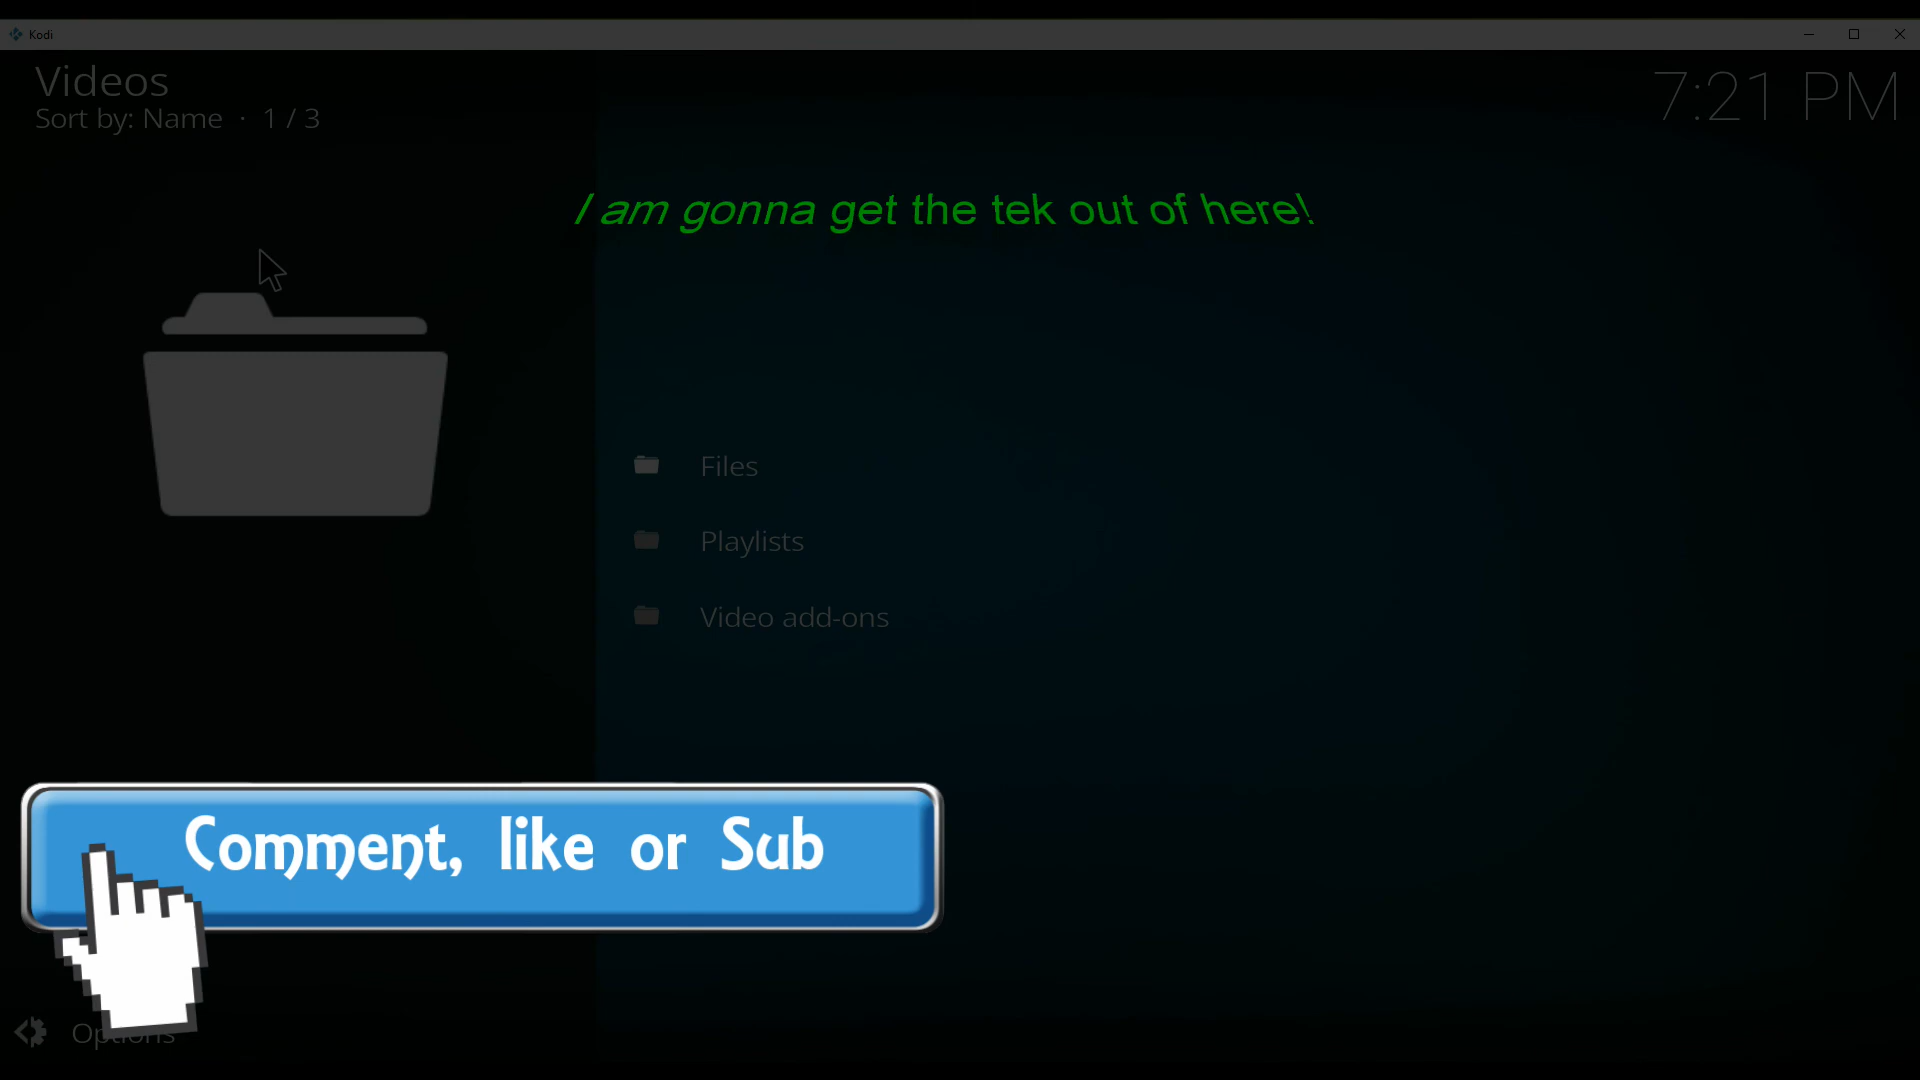 Kodi
Videos
Sort by: Name · 1 / 3
7:21 PM
I am gonna get the tek out of here!
Files
Playlists
Video add-ons
Comment, like or Sub
Options